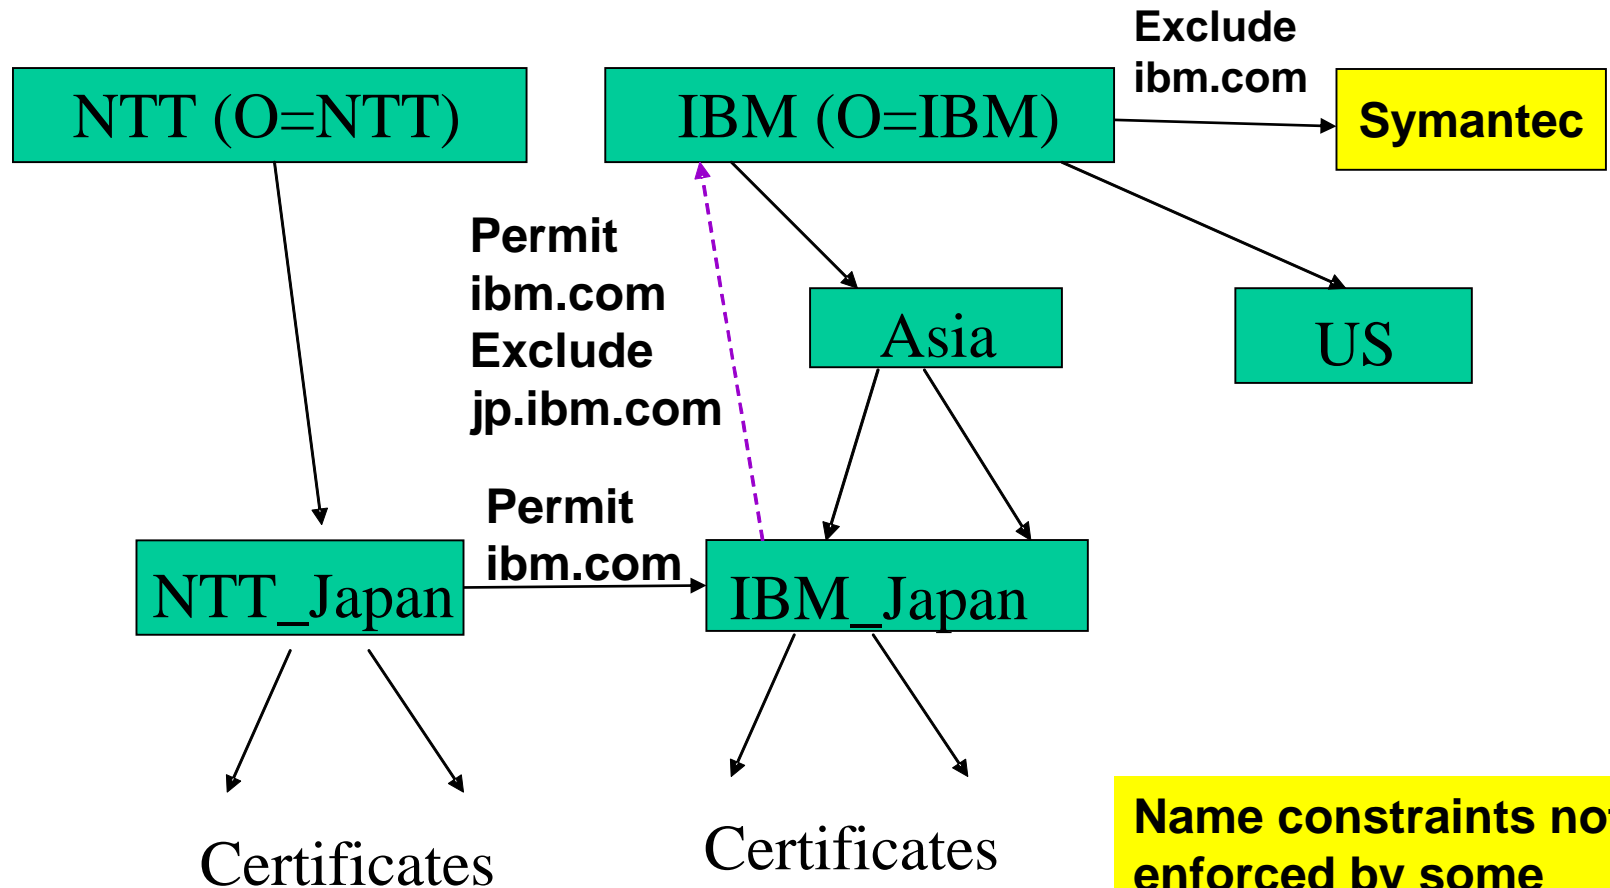 Exclude
ibm.com
NTT (O=NTT)
IBM (O=IBM)
Symantec
Permit
ibm.com
Exclude
jp.ibm.com
Asia
US
Permit
ibm.com
NTT_Japan
IBM_Japan
Certificates
Certificates
Name constraints not
enforced by some